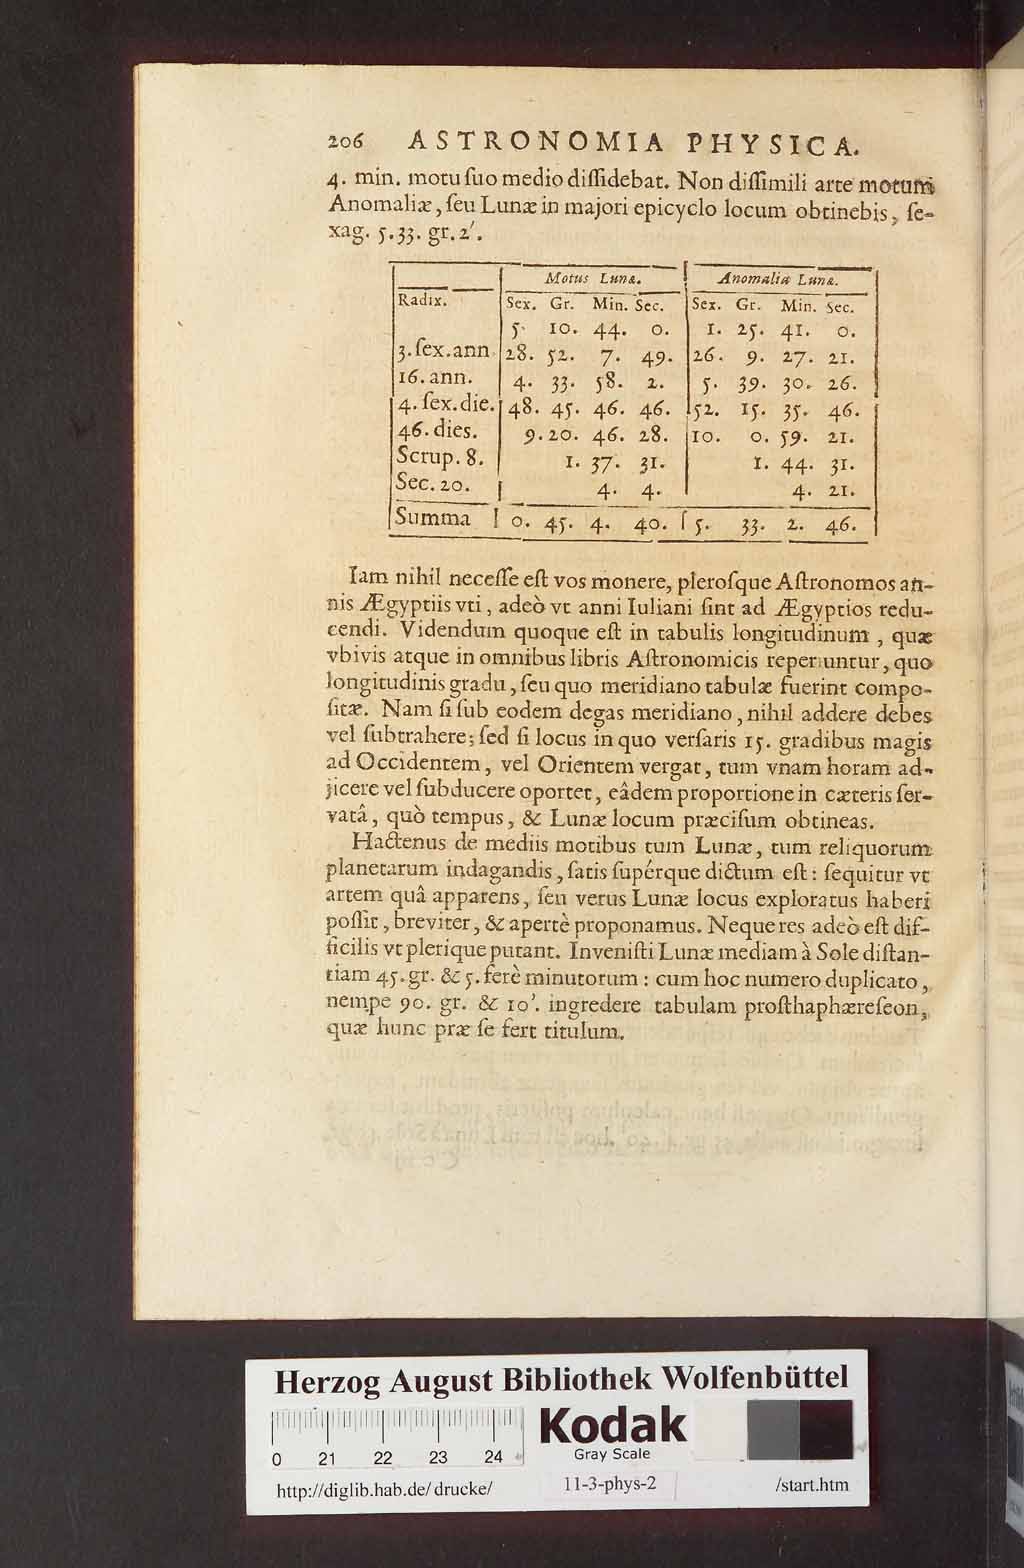 206 ASTRONOMIA PHYSICA.
4. min. motu ſuo medio diſſidebat. Non diſſimili arte motum
Anomaliæ, ſeu Lunæ in majori epicyclo locum obtinebis, ſe-
xag. 5.33. gr. 2'.
Motus Lunæ. Anomaliæ Lunæ.
Radix. Sex. Gr. Min. Sec. Sex. Gr. Min. Sec.
5. 10. 44. 0. 1. 25. 41. 0.
3. ſex. ann. 28. 52. 7. 49. 26. 9. 27. 21.
16. ann. 4. 33. 58. 2. 5. 39. 30. 26.
4. ſex. die. 48. 45. 46. 46. 52. 15. 35. 46.
46. dies. 9. 20. 46. 28. 10. 0. 59. 21.
Scrup. 8. 1. 37. 31. 1. 44. 31.
Sec. 20. 4. 4. 4. 21.
Summa 0. 45. 4. 40. 5. 33. 2. 46.
Iam nihil neceſſe eſt vos monere, pleroſque Aſtronomos an-
nis Ægyptiis vti, adeò vt anni Iuliani ſint ad Ægyptios redu-
cendi. Videndum quoque eſt in tabulis longitudinum, quæ
vbivis atque in omnibus libris Aſtronomicis reperiuntur, quo
longitudinis gradu, ſeu quo meridiano tabulæ fuerint compo-
ſitæ. Nam ſi ſub eodem degas meridiano, nihil addere debes
vel ſubtrahere; ſed ſi locus in quo verſaris 15. gradibus magis
ad Occidentem, vel Orientem vergat, tum vnam horam ad-
jicere vel ſubducere oportet, eâdem proportione in cæteris ſer-
vatâ, quò tempus, & Lunæ locum præciſum obtineas.
Hactenus de mediis motibus tum Lunæ, tum reliquorum
planetarum indagandis, ſatis ſupérque dictum eſt: ſequitur vt
artem quâ apparens, ſeu verus Lunæ locus exploratus haberi
poſſit, breviter, & apertè proponamus. Neque res adeò eſt dif-
ficilis vt plerique putant. Inveniſti Lunæ mediam à Sole diſtan-
tiam 45. gr. & 5. ferè minutorum: cum hoc numero duplicato,
nempe 90. gr. & 10'. ingredere tabulam proſthaphæreſeon,
quæ hunc præ ſe fert titulum.
Herzog August Bibliothek Wolfenbüttel
Kodak
Gray Scale
0 21 22 23 24
http://diglib.hab.de/drucke/ 11-3-phys-2 /start.htm